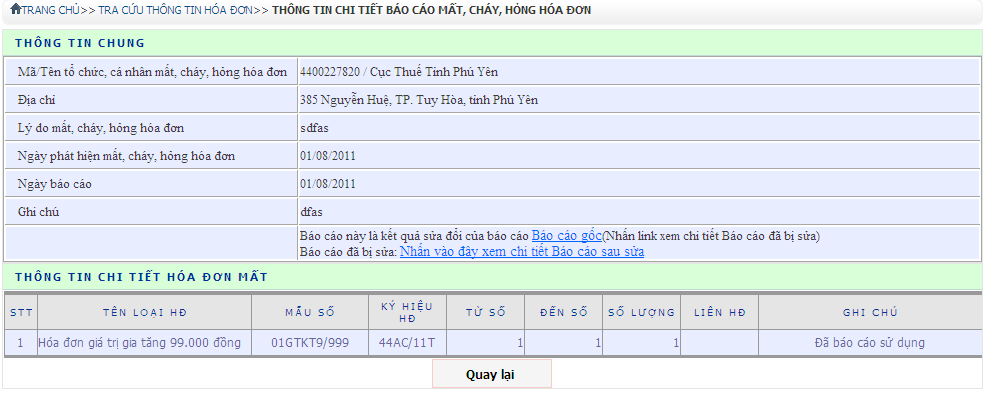 TRANG CHỦ>> TRA CỨU THÔNG TIN HÓA ĐƠN>> THÔNG TIN CHI TIẾT BÁO CÁO MẤT, CHÁY, HỎNG HÓA ĐƠN
THÔNG TIN CHUNG
Mã/Tên tổ chức, cá nhân mất, cháy, hỏng hóa đơn 4400227820 / Cục Thuế Tỉnh Phú Yên
Địa chỉ 385 Nguyễn Huệ, TP. Tuy Hòa, tỉnh Phú Yên
Lý do mất, cháy, hỏng hóa đơn sdfas
Ngày phát hiện mất, cháy, hỏng hóa đơn 01/08/2011
Ngày báo cáo 01/08/2011
Ghi chú dfas
Báo cáo này là kết quả sửa đổi của báo cáo Báo cáo gốc(Nhấn link xem chi tiết Báo cáo đã bị sửa)
Báo cáo đã bị sửa: Nhấn vào đây xem chi tiết Báo cáo sau sửa
THÔNG TIN CHI TIẾT HÓA ĐƠN MẤT
STT TÊN LOẠI HĐ MẪU SỐ KÝ HIỆU HĐ TỪ SỐ ĐẾN SỐ SỐ LƯỢNG LIÊN HĐ GHI CHÚ
1 Hóa đơn giá trị gia tăng 99.000 đồng 01GTKT9/999 44AC/11T 1 1 1 Đã báo cáo sử dụng
Quay lại